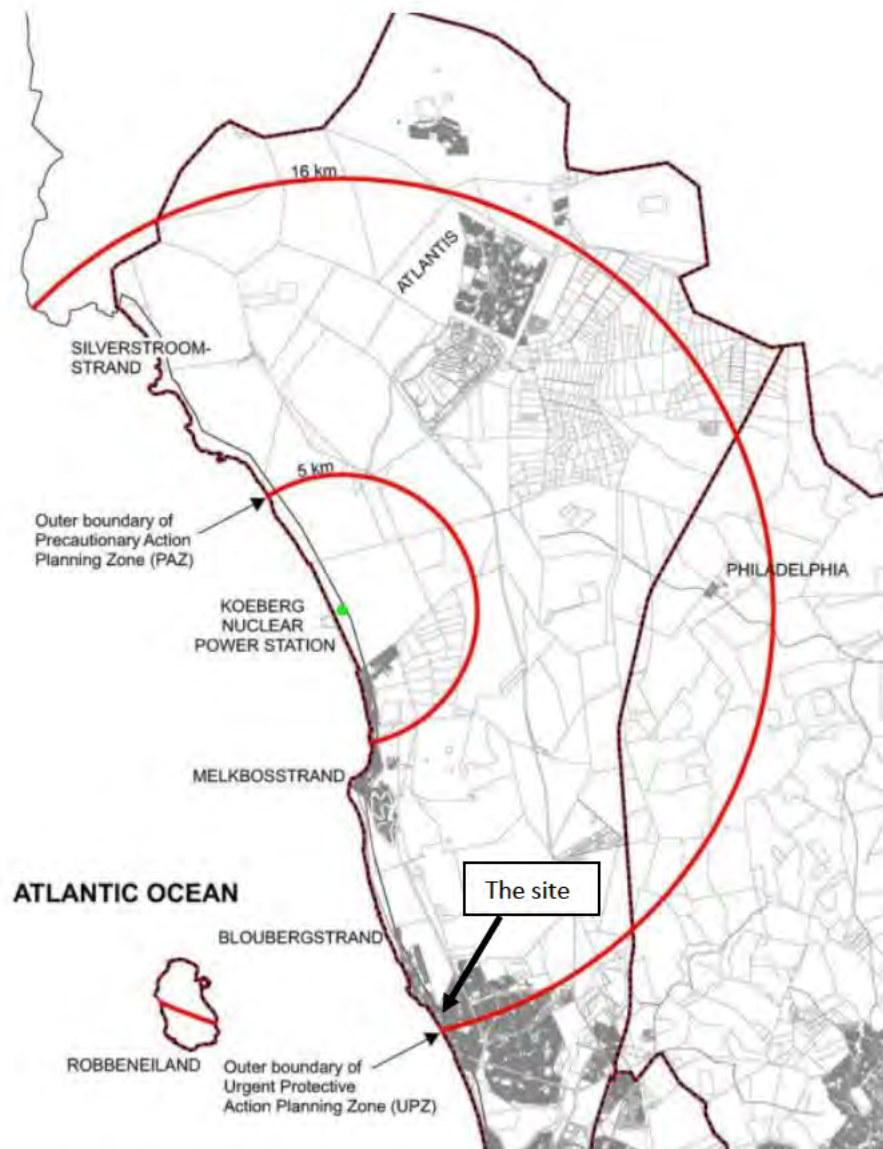 16 km
ATLANTIS
SILVERSTROOM-
STRAND
5 km
Outer boundary of
Precautionary Action
Planning Zone (PAZ)
PHILADELPHIA
KOEBERG
NUCLEAR
POWER STATION
MELKBOSSTRAND
The site
ATLANTIC OCEAN
BLOUBERGSTRAND
ROBBENEILAND
Outer boundary of
Urgent Protective
Action Planning Zone (UPZ)